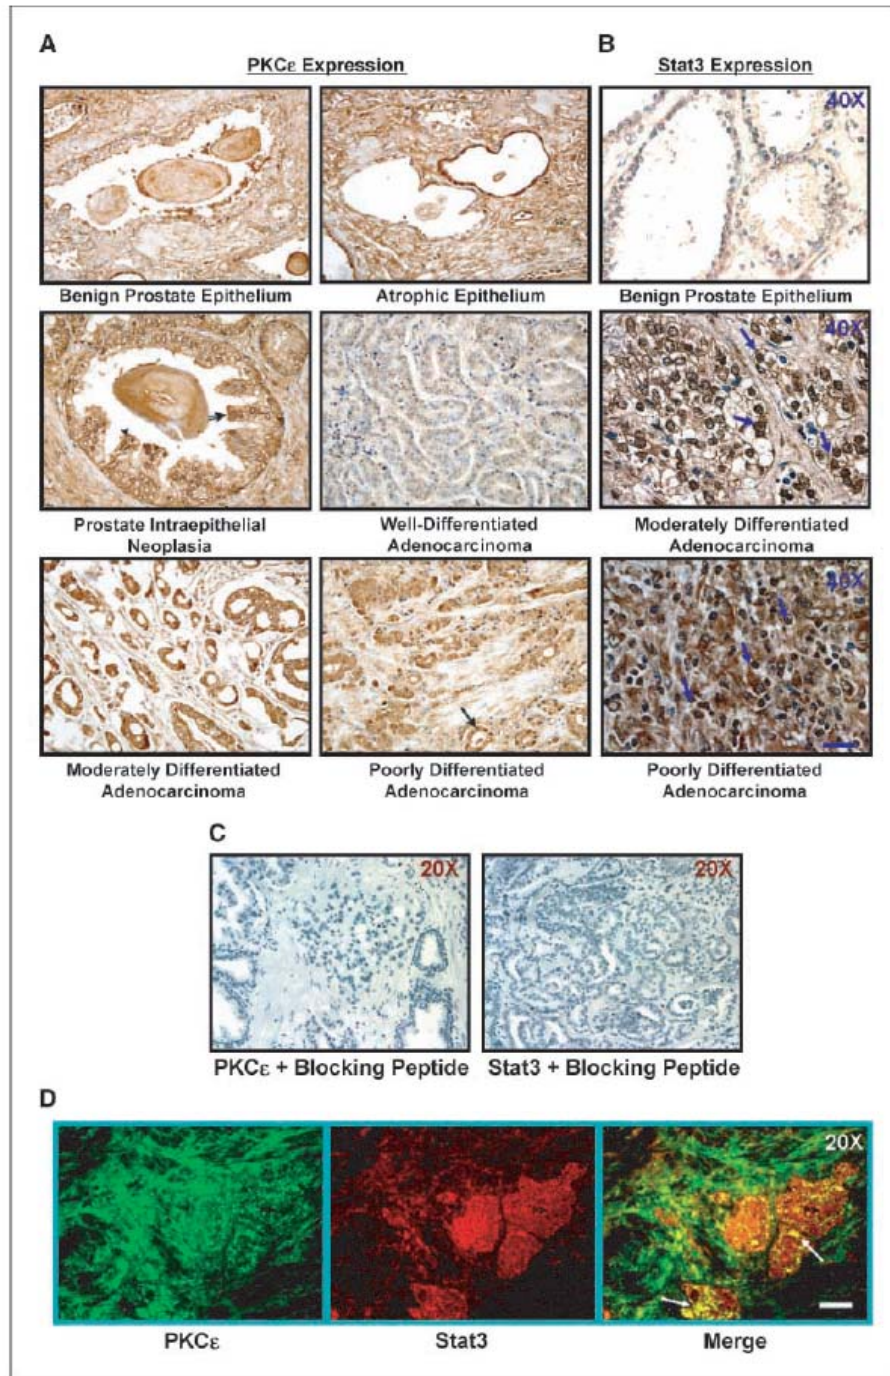 A
B
PKCε Expression
Stat3 Expression
40X
Benign Prostate Epithelium
Atrophic Epithelium
Benign Prostate Epithelium
40X
Prostate Intraepithelial
Neoplasia
Well-Differentiated
Adenocarcinoma
Moderately Differentiated
Adenocarcinoma
40X
Moderately Differentiated
Adenocarcinoma
Poorly Differentiated
Adenocarcinoma
Poorly Differentiated
Adenocarcinoma
C
20X
20X
PKCε + Blocking Peptide
Stat3 + Blocking Peptide
D
20X
PKCε
Stat3
Merge